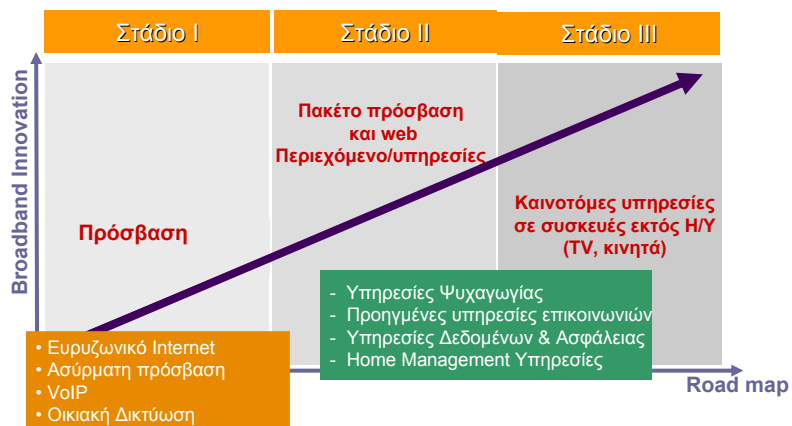 Στάδιο Ι
Στάδιο ΙΙ
Στάδιο ΙΙΙ
Broadband Innovation
Πρόσβαση
Πακέτο πρόσβαση
και web
Περιεχόμενο/υπηρεσίες
Καινοτόμες υπηρεσίες
σε συσκευές εκτός Η/Υ
(TV, κινητά)
• Ευρυζωνικό Internet
• Ασύρματη πρόσβαση
• VoIP
• Οικιακή Δικτύωση
- Υπηρεσίες Ψυχαγωγίας
- Προηγμένες υπηρεσίες επικοινωνιών
- Υπηρεσίες Δεδομένων & Ασφάλειας
- Home Management Υπηρεσίες
Road map